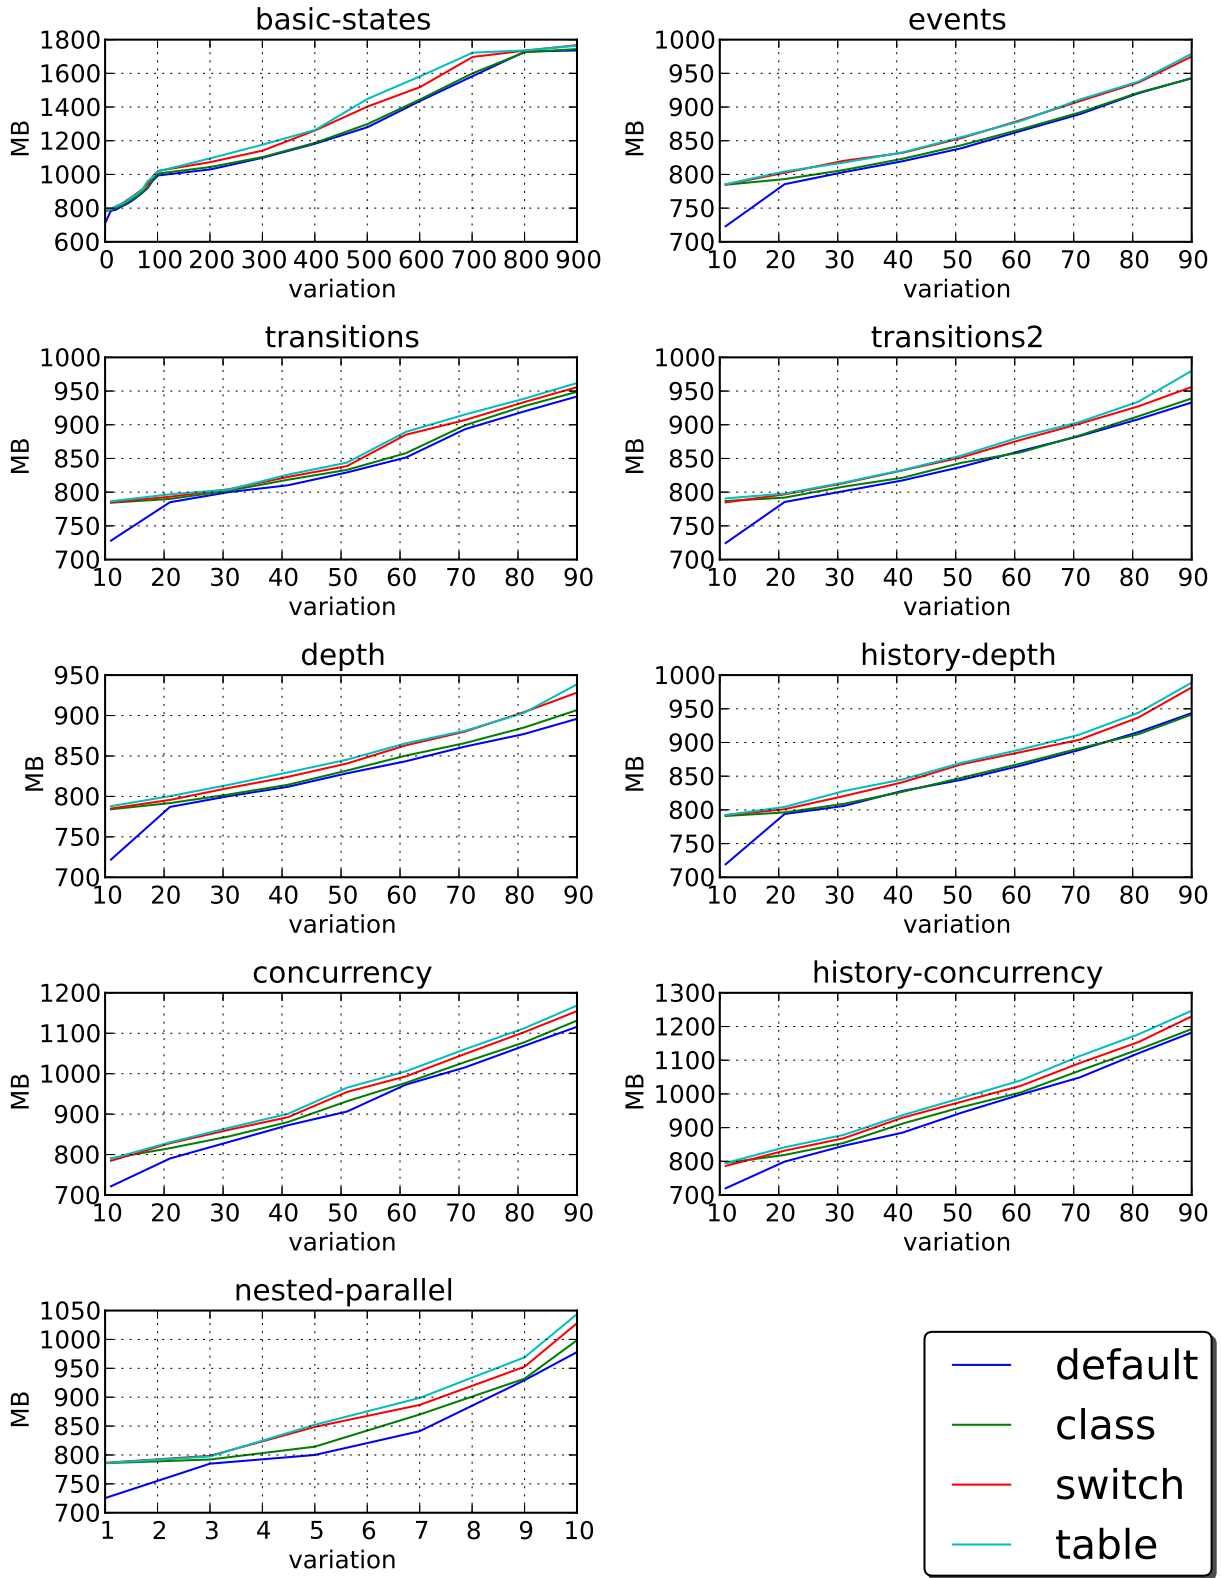 basic-states
1800
1600
1400
1200
1000
800
600
MB
0 100 200 300 400 500 600 700 800 900
variation
events
1000
950
900
850
800
750
700
MB
10 20 30 40 50 60 70 80 90
variation
transitions
1000
950
900
850
800
750
700
MB
10 20 30 40 50 60 70 80 90
variation
transitions2
1000
950
900
850
800
750
700
MB
10 20 30 40 50 60 70 80 90
variation
depth
950
900
850
800
750
700
MB
10 20 30 40 50 60 70 80 90
variation
history-depth
1000
950
900
850
800
750
700
MB
10 20 30 40 50 60 70 80 90
variation
concurrency
1200
1100
1000
900
800
700
MB
10 20 30 40 50 60 70 80 90
variation
history-concurrency
1300
1200
1100
1000
900
800
700
MB
10 20 30 40 50 60 70 80 90
variation
nested-parallel
1050
1000
950
900
850
800
750
700
MB
1 2 3 4 5 6 7 8 9 10
variation
default
class
switch
table